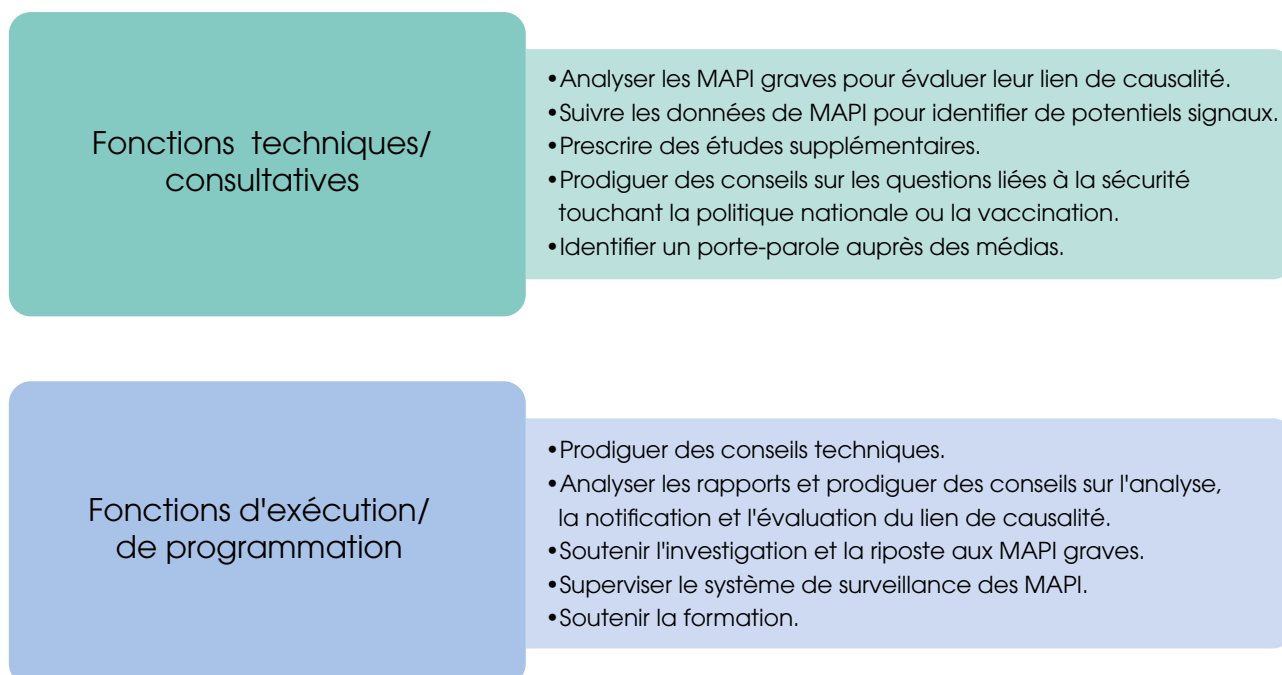 Fonctions techniques/
consultatives
•Analyser les MAPI graves pour évaluer leur lien de causalité.
•Suivre les données de MAPI pour identifier de potentiels signaux.
•Prescrire des études supplémentaires.
•Prodiguer des conseils sur les questions liées à la sécurité
touchant la politique nationale ou la vaccination.
•Identifier un porte-parole auprès des médias.
Fonctions d'exécution/
de programmation
•Prodiguer des conseils techniques.
•Analyser les rapports et prodiguer des conseils sur l'analyse,
la notification et l'évaluation du lien de causalité.
•Soutenir l'investigation et la riposte aux MAPI graves.
•Superviser le système de surveillance des MAPI.
•Soutenir la formation.